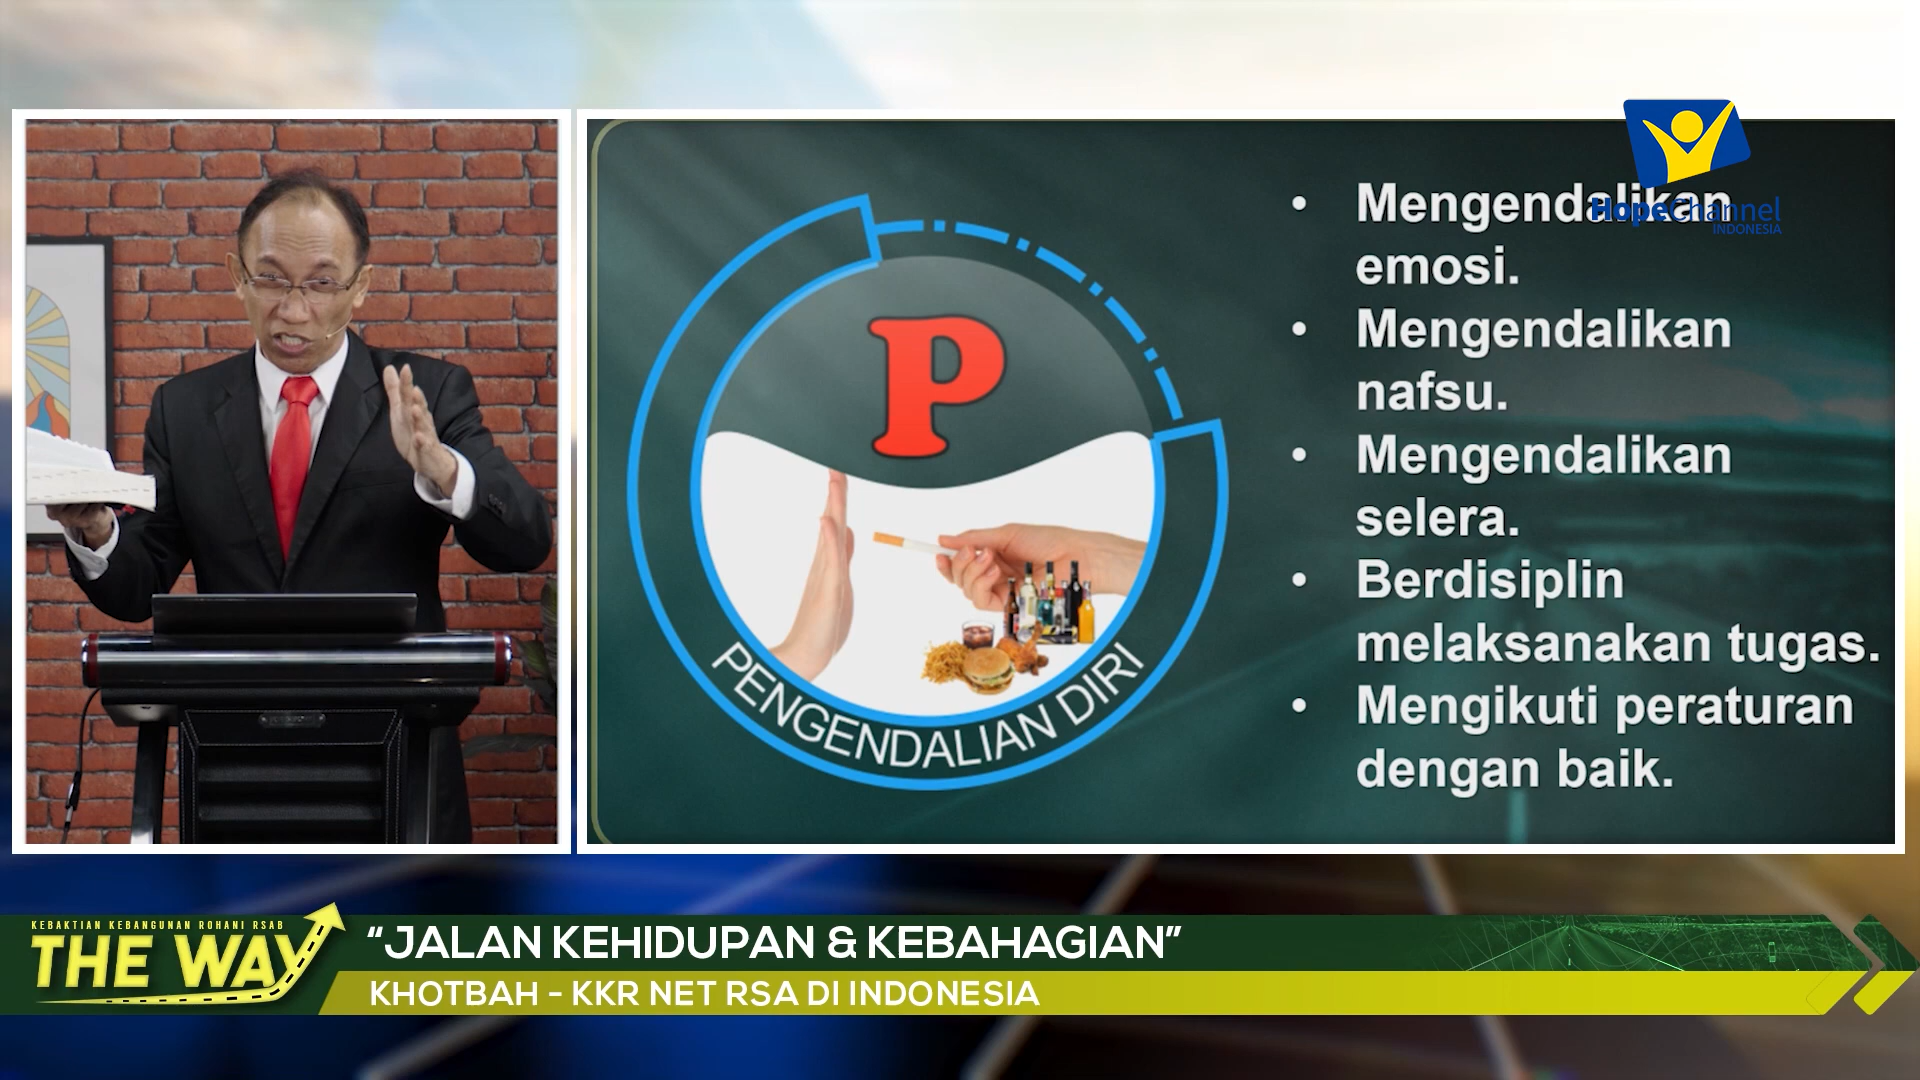 HopeChannel
INDONESIA
• Mengendalikan
emosi.
• Mengendalikan
nafsu.
• Mengendalikan
selera.
• Berdisiplin
melaksanakan tugas.
• Mengikuti peraturan
dengan baik.
P
PENGENDALIAN DIRI
KEBAKTIAN KEBANGUNAN ROHANI RSAB
THE WAY
“JALAN KEHIDUPAN & KEBAHAGIAN”
KHOTBAH - KKR NET RSA DI INDONESIA